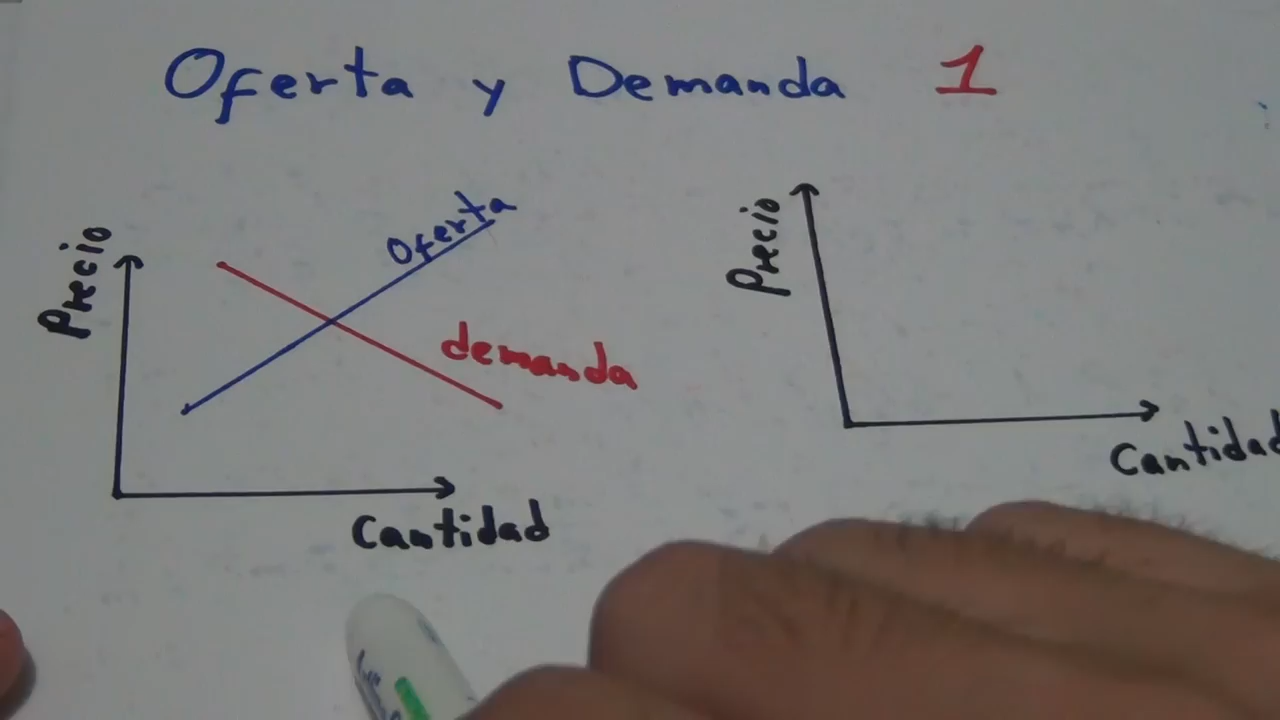 Oferta y Demanda 1
Precio
Oferta
demanda
Cantidad
Precio
Cantidad